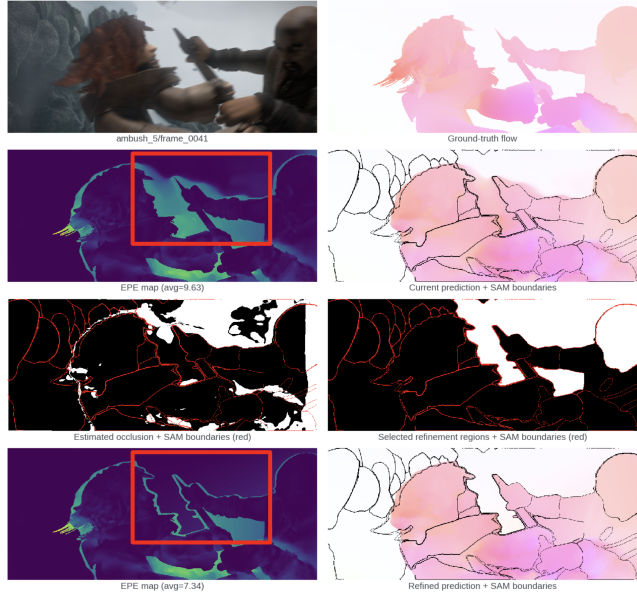 ambush_5/frame_0041
Ground-truth flow
EPE map (avg=9.63)
Current prediction + SAM boundaries
Estimated occlusion + SAM boundaries (red)
Selected refinement regions + SAM boundaries (red)
EPE map (avg=7.34)
Refined prediction + SAM boundaries